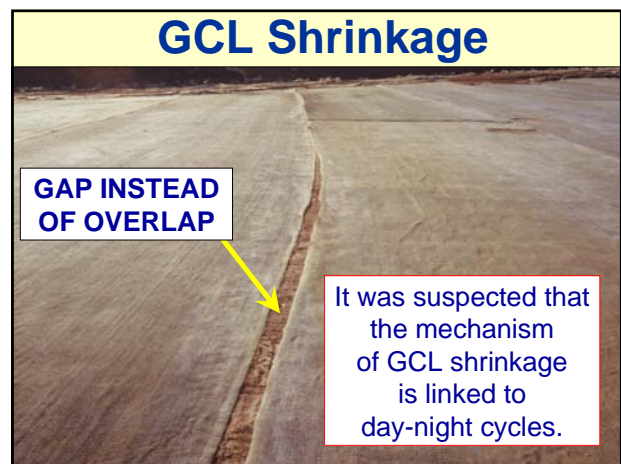 GCL Shrinkage
GAP INSTEAD
OF OVERLAP
It was suspected that
the mechanism
of GCL shrinkage
is linked to
day-night cycles.